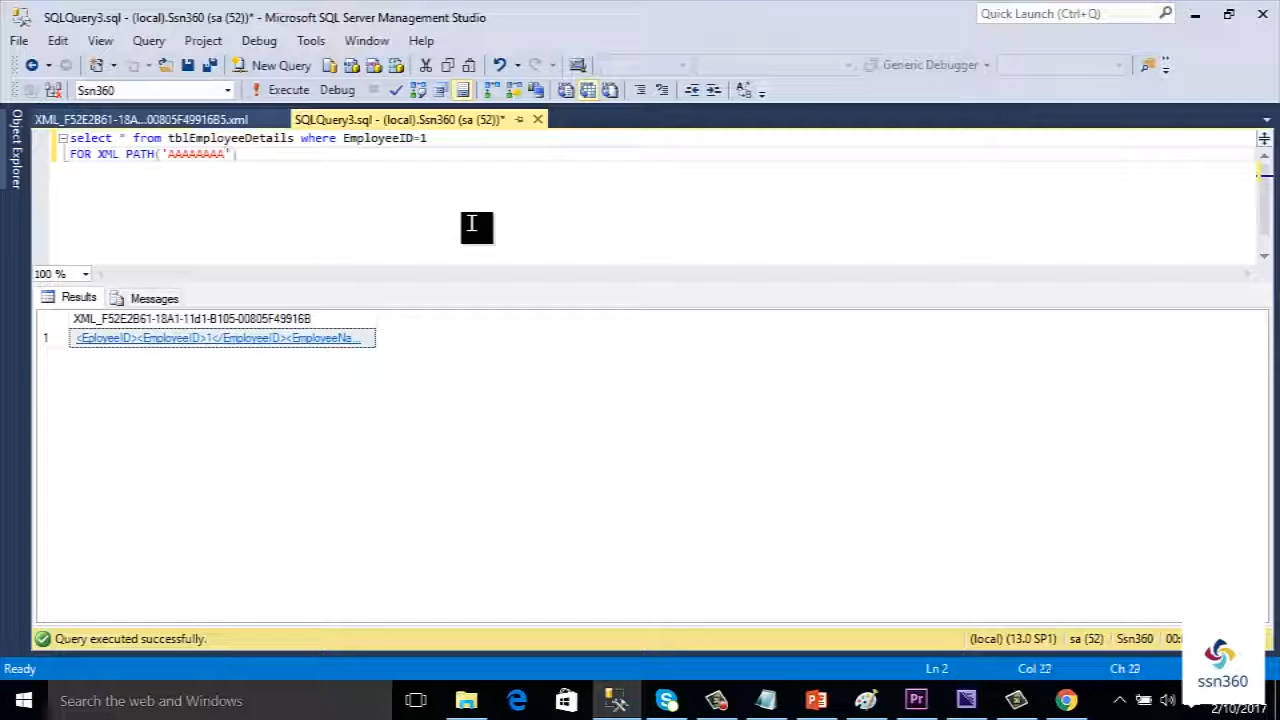 SQLQuery3.sql - (local).Ssn360 (sa (52))* - Microsoft SQL Server Management Studio
Quick Launch (Ctrl+Q)
File Edit View Query Project Debug Tools Window Help
New Query
Generic Debugger
Ssn360
Execute Debug
XML_F52E2B61-18A...00805F49916B5.xml
SQLQuery3.sql - (local).Ssn360 (sa (52))*
Object Explorer
select * from tblEmployeeDetails where EmployeeID=1
FOR XML PATH('AAAAAAAA')
100 %
Results Messages
XML_F52E2B61-18A1-11d1-B105-00805F49916B
1 <EployeeID><EmployeeID>1</EmployeeID><EmployeeNa...
Query executed successfully.
(local) (13.0 SP1) sa (52) Ssn360
Ready
Ln 2 Col 22
ssn360
Search the web and Windows
2/10/2017